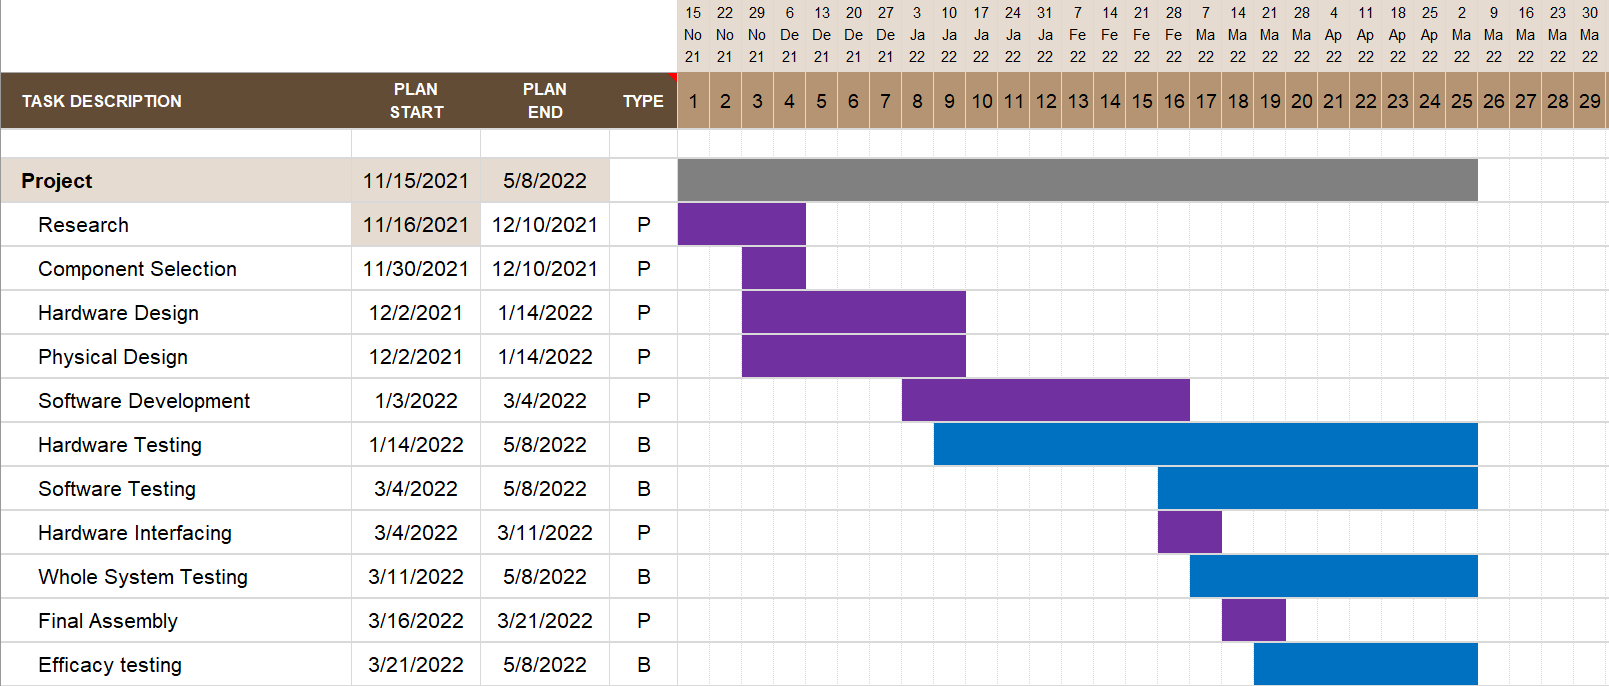 15 22 29 6 13 20 27 3 10 17 24 31 7 14 21 28 7 14 21 28 4 11 18 25 2 9 16 23 30
No No No De De De De Ja Ja Ja Ja Ja Fe Fe Fe Fe Ma Ma Ma Ma Ap Ap Ap Ap Ma Ma Ma Ma Ma
21 21 21 21 21 21 21 22 22 22 22 22 22 22 22 22 22 22 22 22 22 22 22 22 22 22 22 22 22
TASK DESCRIPTION PLAN START PLAN END TYPE 1 2 3 4 5 6 7 8 9 10 11 12 13 14 15 16 17 18 19 20 21 22 23 24 25 26 27 28 29
Project 11/15/2021 5/8/2022
Research 11/16/2021 12/10/2021 P
Component Selection 11/30/2021 12/10/2021 P
Hardware Design 12/2/2021 1/14/2022 P
Physical Design 12/2/2021 1/14/2022 P
Software Development 1/3/2022 3/4/2022 P
Hardware Testing 1/14/2022 5/8/2022 B
Software Testing 3/4/2022 5/8/2022 B
Hardware Interfacing 3/4/2022 3/11/2022 P
Whole System Testing 3/11/2022 5/8/2022 B
Final Assembly 3/16/2022 3/21/2022 P
Efficacy testing 3/21/2022 5/8/2022 B